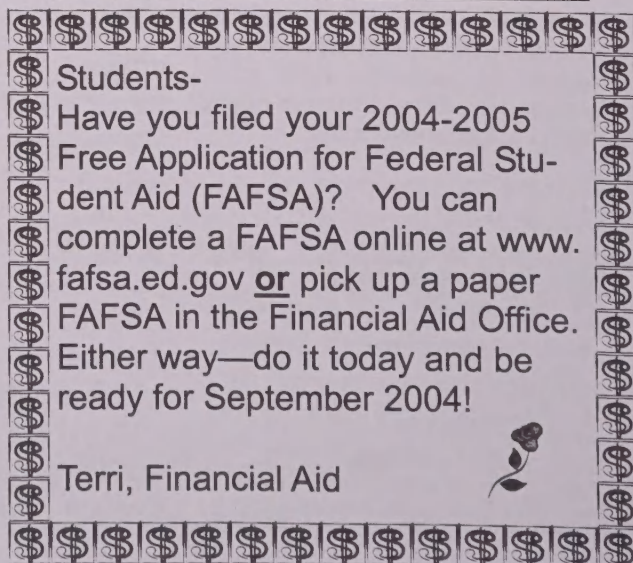 Students-
Have you filed your 2004-2005
Free Application for Federal Stu-
dent Aid (FAFSA)? You can
complete a FAFSA online at www.
fafsa.ed.gov or pick up a paper
FAFSA in the Financial Aid Office.
Either way—do it today and be
ready for September 2004!
Terri, Financial Aid